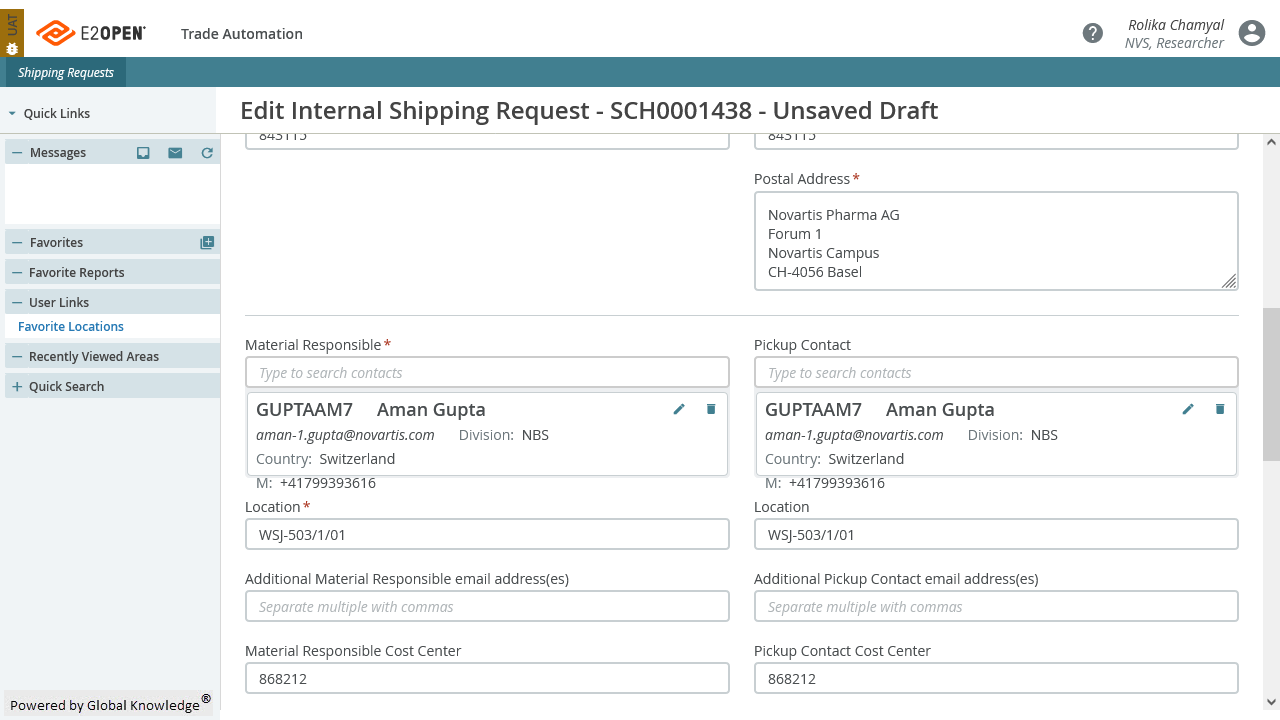 UAT
E2OPEN
Trade Automation
Rolika Chamyal
NVS, Researcher
Shipping Requests
Quick Links
Edit Internal Shipping Request - SCH0001438 - Unsaved Draft
Messages
Favorites
Favorite Reports
User Links
Favorite Locations
Recently Viewed Areas
Quick Search
843115
843115
Postal Address*
Novartis Pharma AG
Forum 1
Novartis Campus
CH-4056 Basel
Material Responsible*
Pickup Contact
Type to search contacts
Type to search contacts
GUPTAAM7 Aman Gupta
aman-1.gupta@novartis.com Division: NBS
Country: Switzerland
M: +41799393616
GUPTAAM7 Aman Gupta
aman-1.gupta@novartis.com Division: NBS
Country: Switzerland
M: +41799393616
Location*
Location
WSJ-503/1/01
WSJ-503/1/01
Additional Material Responsible email address(es)
Additional Pickup Contact email address(es)
Separate multiple with commas
Separate multiple with commas
Material Responsible Cost Center
Pickup Contact Cost Center
868212
868212
Powered by Global Knowledge®